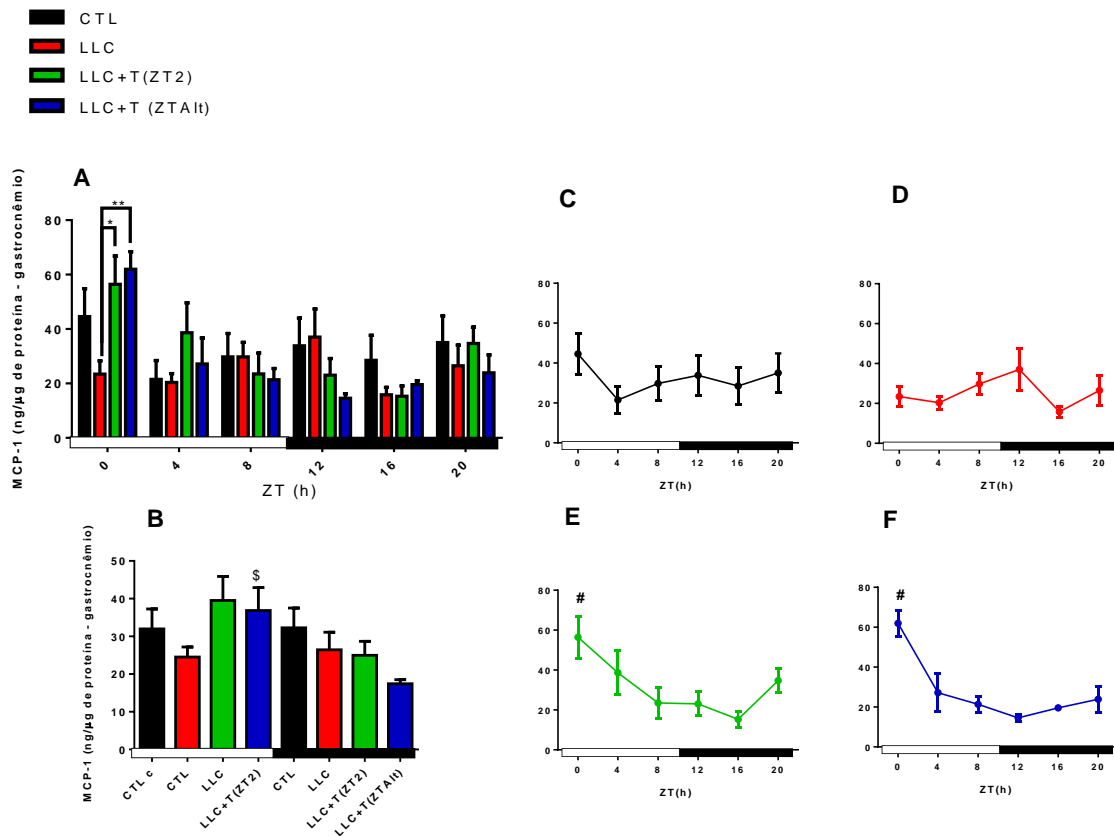 CTL
LLC
LLC+T(ZT2)
LLC+T (ZTAlt)
A
MCP-1 (ng/µg de proteína - gastrocnêmio)
80
60
40
20
0
*
**
0
4
8
12
16
20
ZT (h)
B
MCP-1 (ng/µg de proteína - gastrocnêmio)
50
40
30
20
10
0
$
CTL c
CTL
LLC
LLC+T(ZT2)
CTL
LLC
LLC+T(ZT2)
LLC+T(ZTAlt)
C
80
60
40
20
0
0
4
8
12
16
20
ZT(h)
D
80
60
40
20
0
0
4
8
12
16
20
ZT(h)
E
80
60
40
20
0
#
0
4
8
12
16
20
ZT(h)
F
80
60
40
20
0
#
0
4
8
12
16
20
ZT(h)